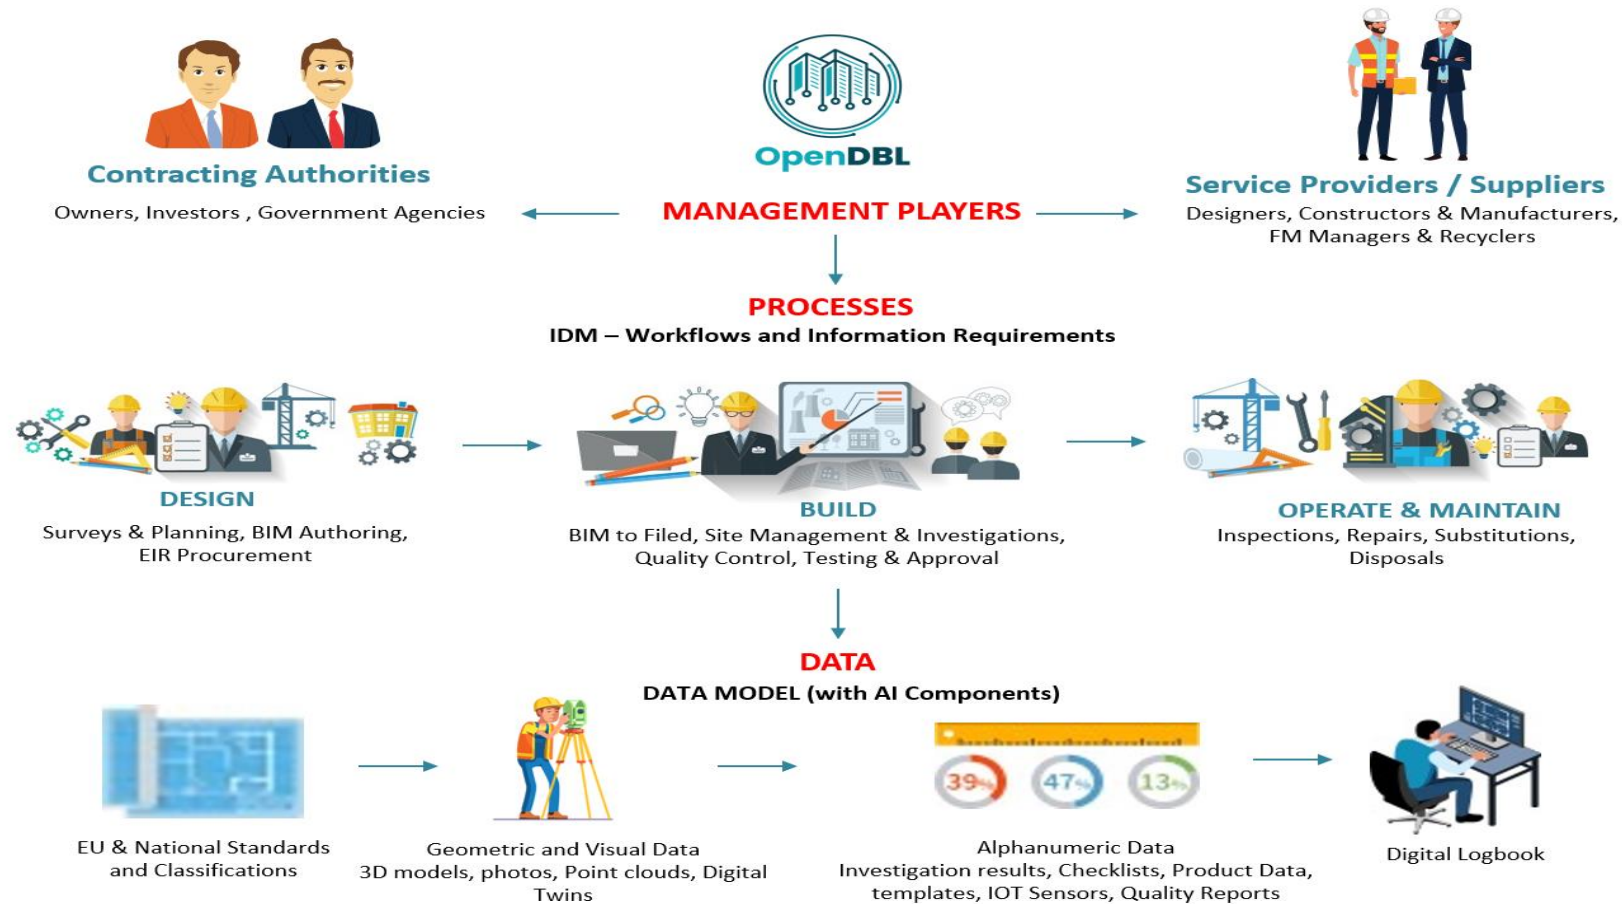 OpenDBL
Contracting Authorities
Owners, Investors , Government Agencies
MANAGEMENT PLAYERS
Service Providers / Suppliers
Designers, Constructors & Manufacturers,
FM Managers & Recyclers
PROCESSES
IDM – Workflows and Information Requirements
DESIGN
Surveys & Planning, BIM Authoring,
EIR Procurement
BUILD
BIM to Filed, Site Management & Investigations,
Quality Control, Testing & Approval
OPERATE & MAINTAIN
Inspections, Repairs, Substitutions,
Disposals
DATA
DATA MODEL (with AI Components)
EU & National Standards
and Classifications
Geometric and Visual Data
3D models, photos, Point clouds, Digital
Twins
39%
47%
13%
Alphanumeric Data
Investigation results, Checklists, Product Data,
templates, IOT Sensors, Quality Reports
Digital Logbook